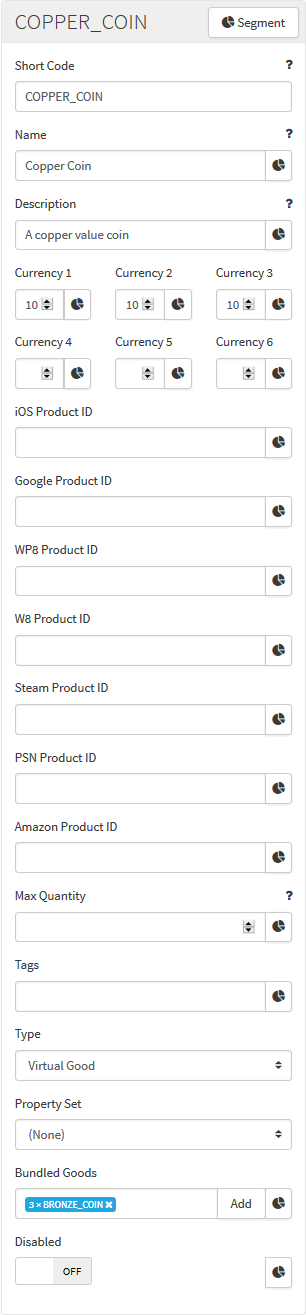 COPPER_COIN Segment
Short Code ?
COPPER_COIN
Name ?
Copper Coin
Description ?
A copper value coin
Currency 1 Currency 2 Currency 3
10 10 10
Currency 4 Currency 5 Currency 6
iOS Product ID
Google Product ID
WP8 Product ID
W8 Product ID
Steam Product ID
PSN Product ID
Amazon Product ID
Max Quantity ?
Tags
Type
Virtual Good
Property Set
(None)
Bundled Goods
3 × BRONZE_COIN ✖ Add
Disabled
OFF